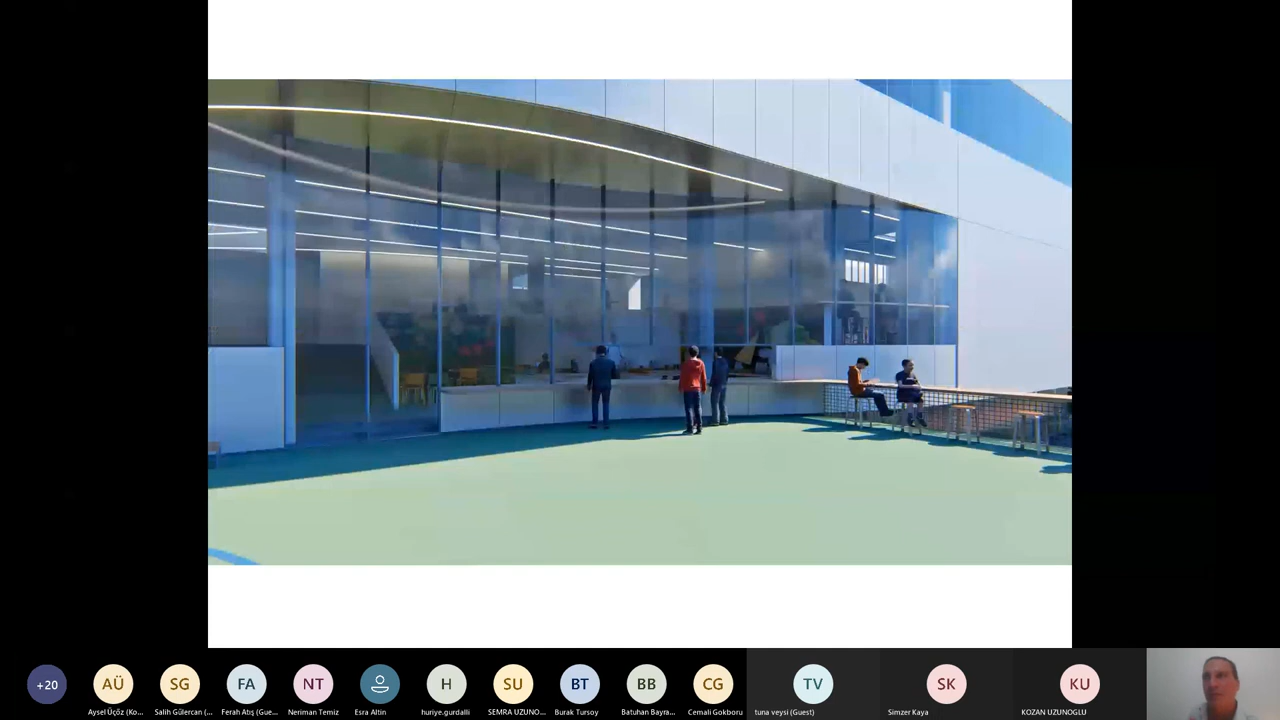 +20
AÜ
SG
FA
NT
H
SU
BT
BB
CG
TV
SK
KU
Aysel Üçöz (Ko...
Salih Gülercan (...
Ferah Atış (Gue...
Neriman Temiz
Esra Altin
huriye.gurdalli
SEMRA UZUNO...
Burak Tursoy
Batuhan Bayra...
Cemali Gokboru
tuna veysi (Guest)
Simzer Kaya
KOZAN UZUNOGLU